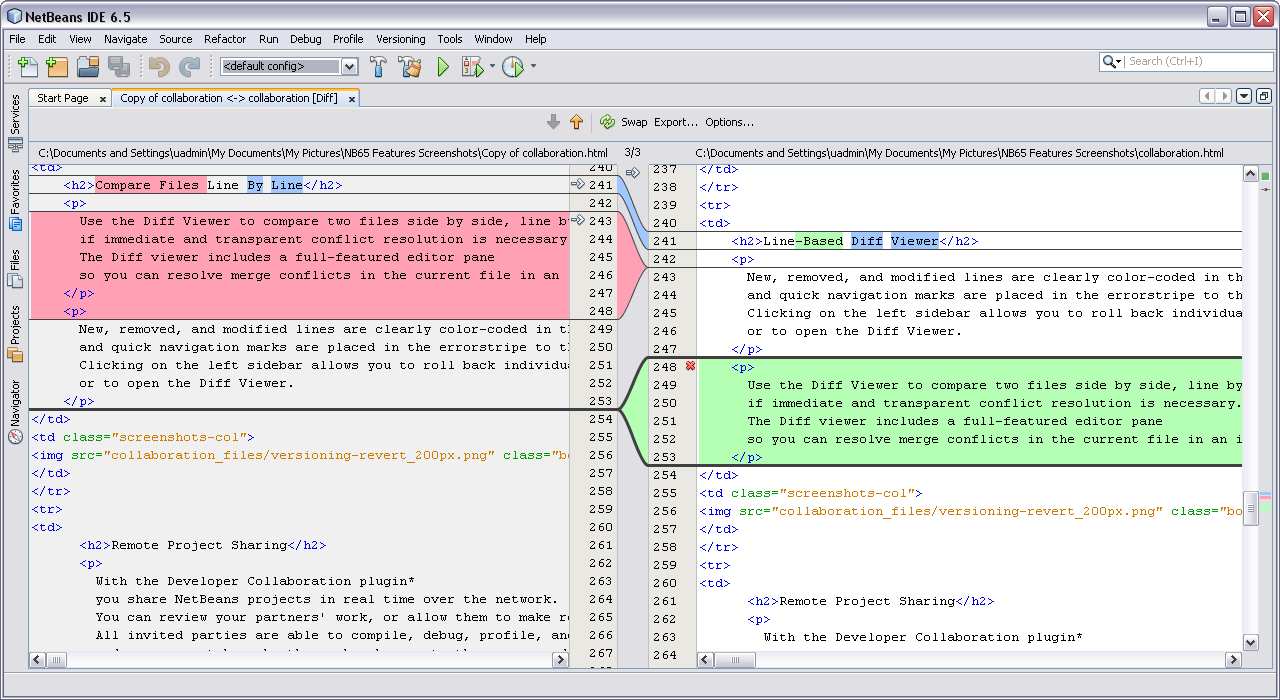 NetBeans IDE 6.5
File Edit View Navigate Source Refactor Run Debug Profile Versioning Tools Window Help
<default config>
Search (Ctrl+I)
Start Page x Copy of collaboration <-> collaboration [Diff] x
Swap Export... Options...
Services
Favorites
Files
Projects
Navigator
C:\Documents and Settings\uadmin\My Documents\My Pictures\NB65 Features Screenshots\Copy of collaboration.html
3/3
C:\Documents and Settings\uadmin\My Documents\My Pictures\NB65 Features Screenshots\collaboration.html
<td> 240
<h2>Compare Files Line By Line</h2> 241
<p> 242
Use the Diff Viewer to compare two files side by side, line b 243
if immediate and transparent conflict resolution is necessary 244
The Diff viewer includes a full-featured editor pane 245
so you can resolve merge conflicts in the current file in an 246
</p> 247
<p> 248
New, removed, and modified lines are clearly color-coded in t 249
and quick navigation marks are placed in the errorstripe to t 250
Clicking on the left sidebar allows you to roll back individua 251
or to open the Diff Viewer. 252
</p> 253
</td> 254
<td class="screenshots-col"> 255
<img src="collaboration_files/versioning-revert_200px.png" class="bo 256
</td> 257
</tr> 258
<tr> 259
<td> 260
<h2>Remote Project Sharing</h2> 261
<p> 262
With the Developer Collaboration plugin* 263
you share NetBeans projects in real time over the network. 264
You can review your partners' work, or allow them to make re 265
All invited parties are able to compile, debug, profile, and 266
267
237 </td>
238 </tr>
239 <tr>
240 <td>
241 <h2>Line-Based Diff Viewer</h2>
242 <p>
243 New, removed, and modified lines are clearly color-coded in th
244 and quick navigation marks are placed in the errorstripe to th
245 Clicking on the left sidebar allows you to roll back individua
246 or to open the Diff Viewer.
247 </p>
248 <p>
249 Use the Diff Viewer to compare two files side by side, line by
250 if immediate and transparent conflict resolution is necessary.
251 The Diff viewer includes a full-featured editor pane
252 so you can resolve merge conflicts in the current file in an i
253 </p>
254 </td>
255 <td class="screenshots-col">
256 <img src="collaboration_files/versioning-revert_200px.png" class="bo
257 </td>
258 </tr>
259 <tr>
260 <td>
261 <h2>Remote Project Sharing</h2>
262 <p>
263 With the Developer Collaboration plugin*
264